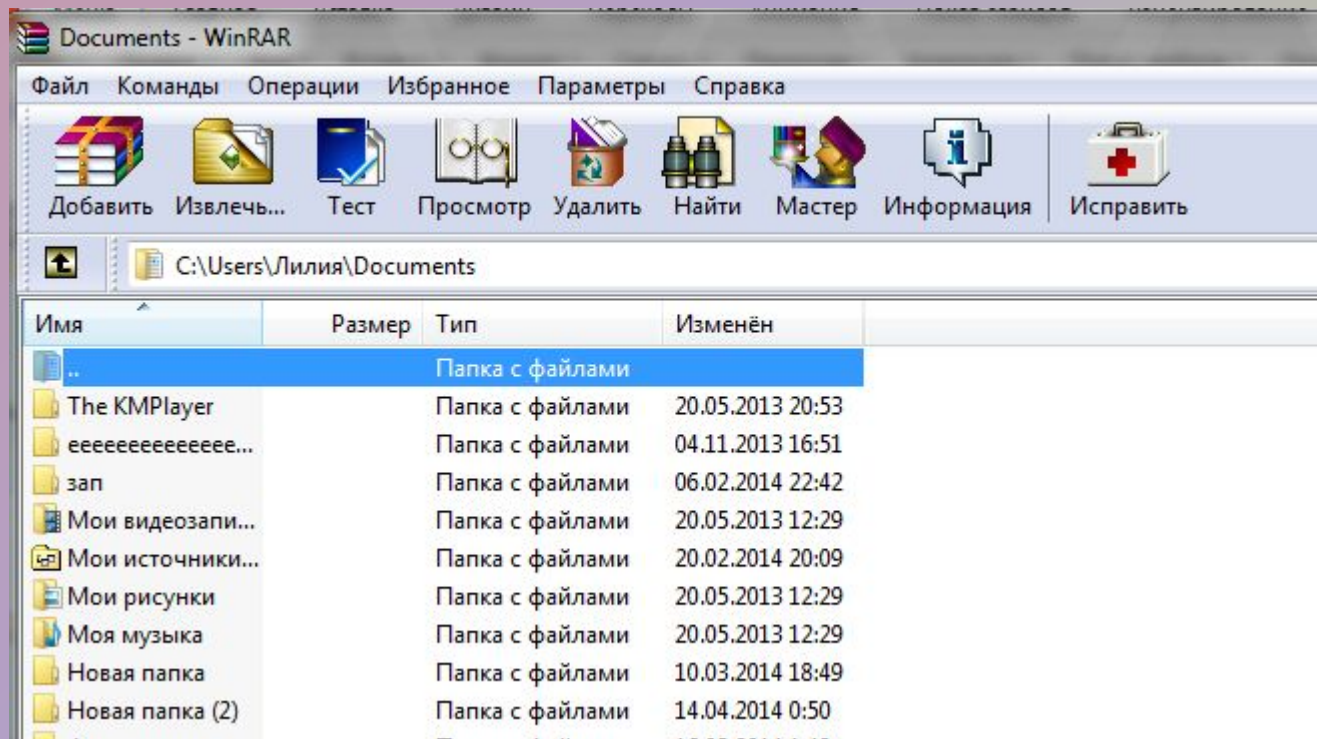 Documents - WinRAR
Файл Команды Операции Избранное Параметры Справка
Добавить Извлечь... Тест Просмотр Удалить Найти Мастер Информация Исправить
C:\Users\Лилия\Documents
Имя Размер Тип Изменён
.. Папка с файлами
The KMPlayer Папка с файлами 20.05.2013 20:53
eeeeeeeeeeeeee... Папка с файлами 04.11.2013 16:51
зап Папка с файлами 06.02.2014 22:42
Мои видеозапи... Папка с файлами 20.05.2013 12:29
Мои источники... Папка с файлами 20.02.2014 20:09
Мои рисунки Папка с файлами 20.05.2013 12:29
Моя музыка Папка с файлами 20.05.2013 12:29
Новая папка Папка с файлами 10.03.2014 18:49
Новая папка (2) Папка с файлами 14.04.2014 0:50